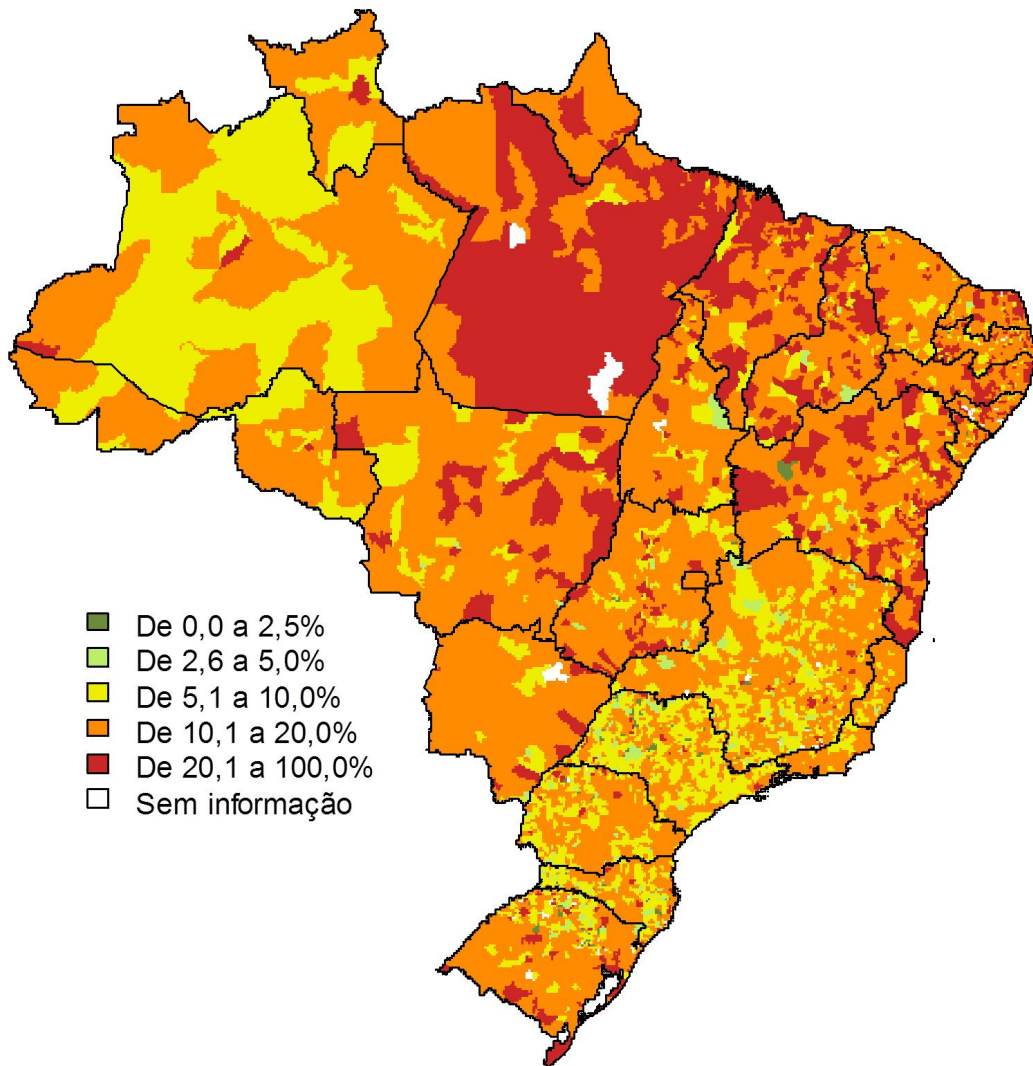 De 0,0 a 2,5%
De 2,6 a 5,0%
De 5,1 a 10,0%
De 10,1 a 20,0%
De 20,1 a 100,0%
Sem informação